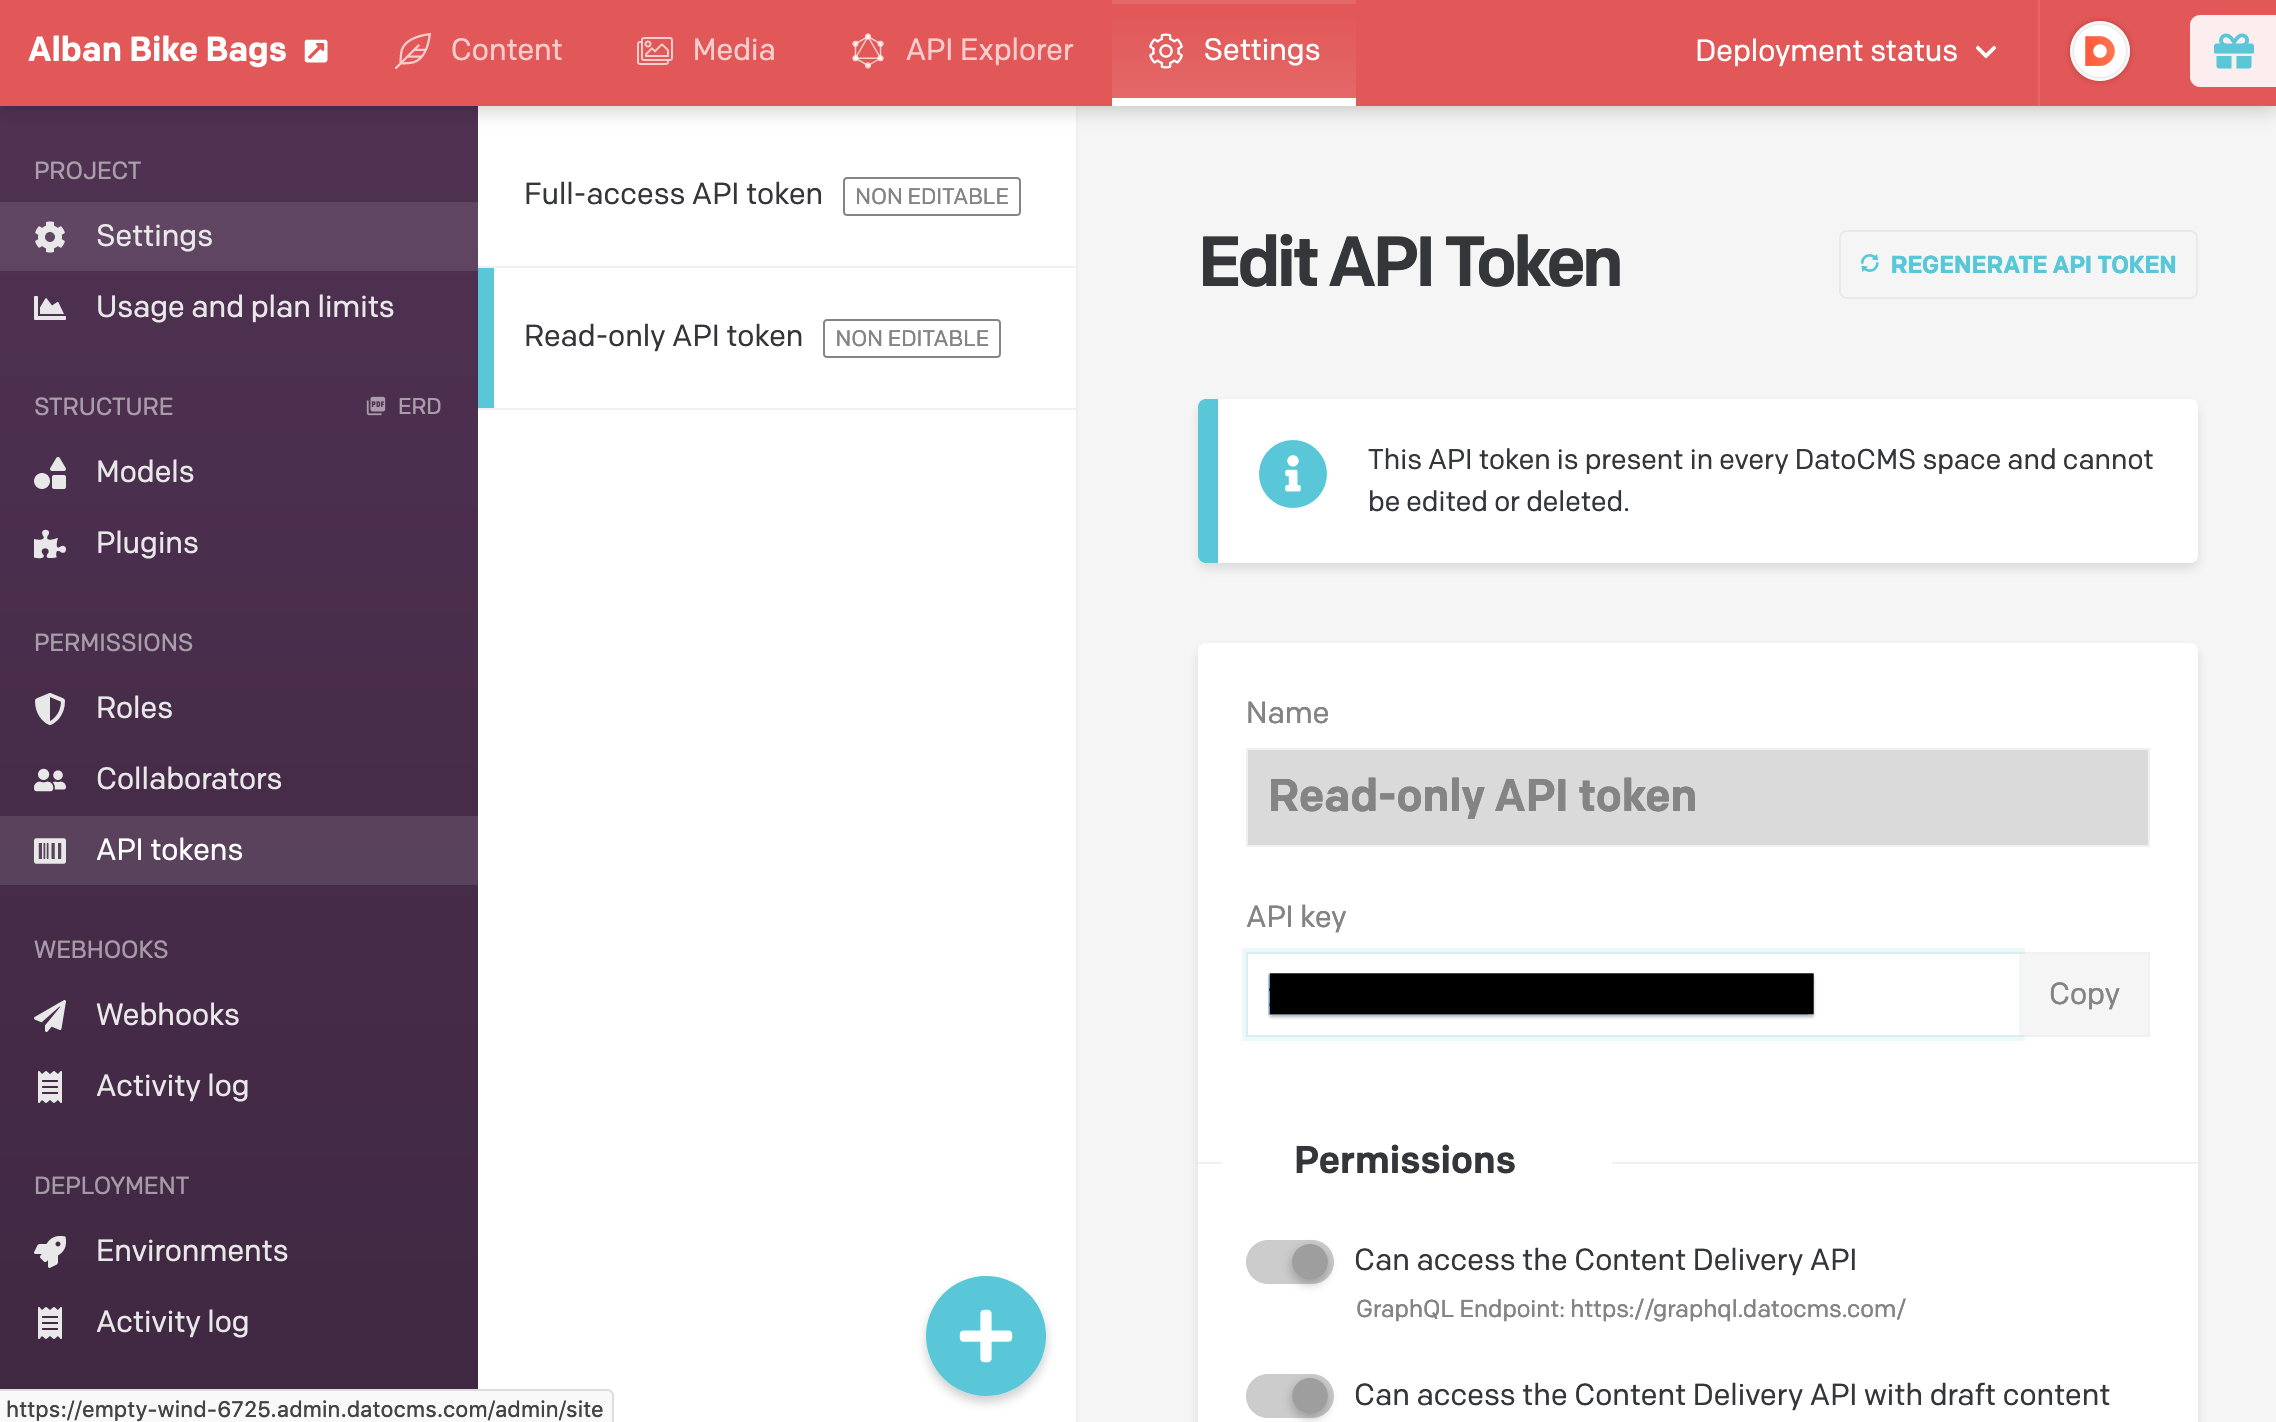 Alban Bike Bags
Content
Media
API Explorer
Settings
Deployment status
PROJECT
Settings
Usage and plan limits
STRUCTURE
PDF ERD
Models
Plugins
PERMISSIONS
Roles
Collaborators
API tokens
WEBHOOKS
Webhooks
Activity log
DEPLOYMENT
Environments
Activity log
https://empty-wind-6725.admin.datocms.com/admin/site
Full-access API token NON EDITABLE
Read-only API token NON EDITABLE
Edit API Token
REGENERATE API TOKEN
This API token is present in every DatoCMS space and cannot
be edited or deleted.
Name
Read-only API token
API key
Copy
Permissions
Can access the Content Delivery API
GraphQL Endpoint: https://graphql.datocms.com/
Can access the Content Delivery API with draft content